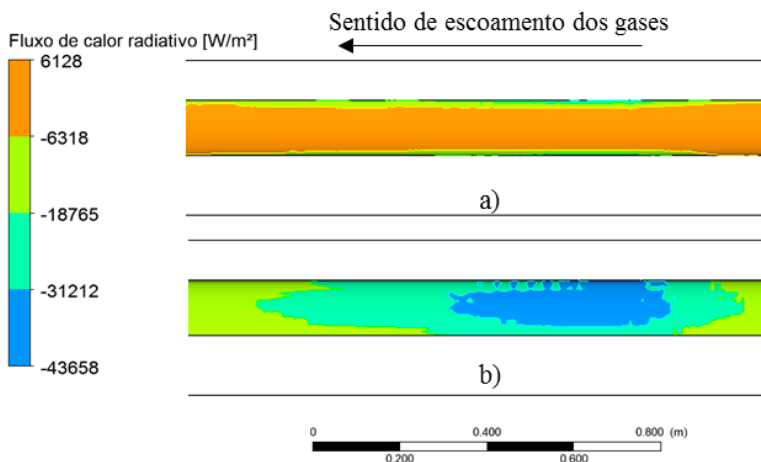 Sentido de escoamento dos gases
Fluxo de calor radiativo [W/m²]
6128
-6318
-18765
-31212
-43658
a)
b)
0 0.400 0.800 (m)
0.200 0.600